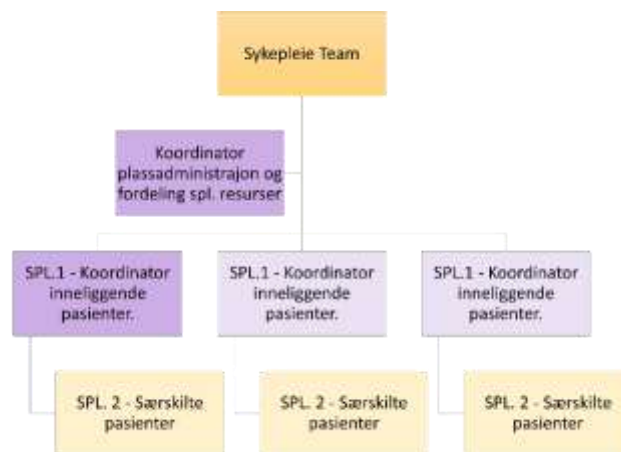 Sykepleie Team
Koordinator
plassadministrajon og
fordeling spl. resurser
SPL.1 - Koordinator
inneliggende
pasienter.
SPL.1 - Koordinator
inneliggende
pasienter.
SPL.1 - Koordinator
inneliggende
pasienter.
SPL. 2 - Særskilte
pasienter
SPL. 2 - Særskilte
pasienter
SPL. 2 - Særskilte
pasienter